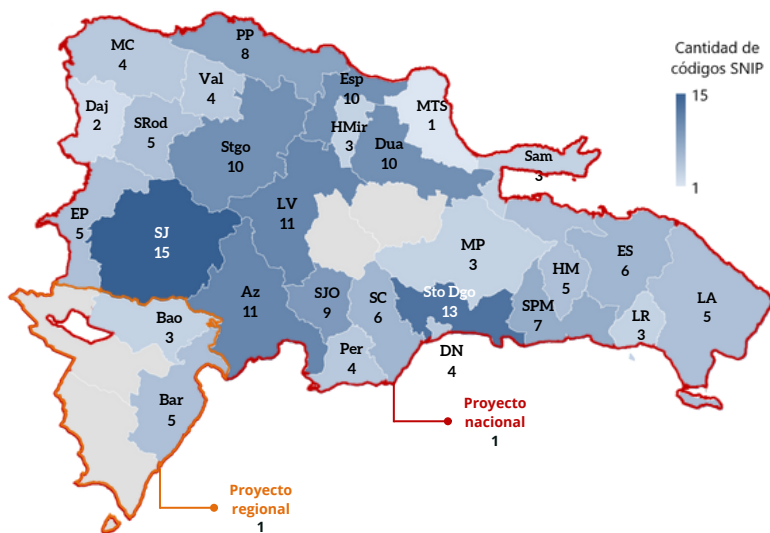 PP
8
MC
4
Cantidad de
códigos SNIP
15
1
Val
4
Esp
10
MTS
1
Daj
2
SRod
5
HMir
3
Stgo
10
Dua
10
Sam
3
EP
5
SJ
15
LV
11
MP
3
ES
6
HM
5
Az
11
SJO
9
SC
6
Sto Dgo
13
SPM
7
LA
5
LR
3
Bao
3
Per
4
DN
4
Bar
5
Proyecto
nacional
1
Proyecto
regional
1